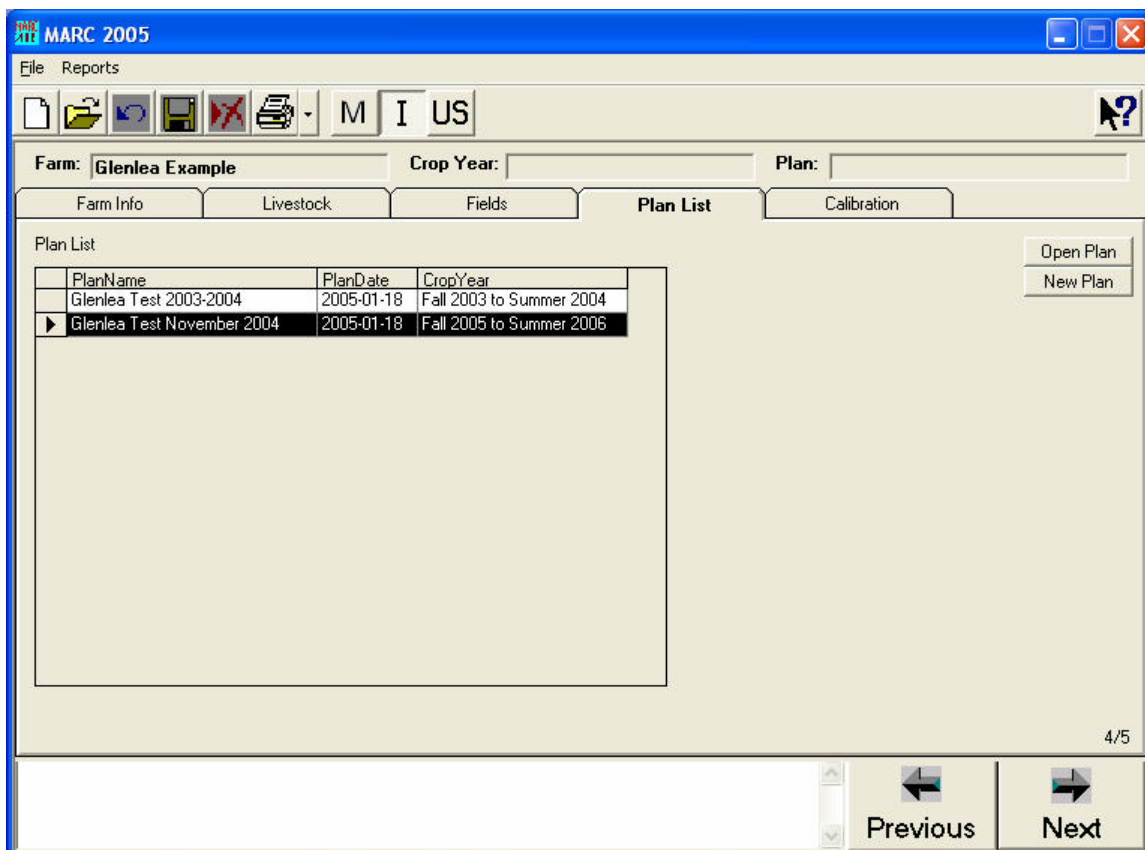 MARC 2005
File Reports
M I US
Farm: Glenlea Example Crop Year: Plan:
Farm Info Livestock Fields Plan List Calibration
Plan List
Open Plan
New Plan
PlanName PlanDate CropYear
Glenlea Test 2003-2004 2005-01-18 Fall 2003 to Summer 2004
Glenlea Test November 2004 2005-01-18 Fall 2005 to Summer 2006
4/5
Previous Next